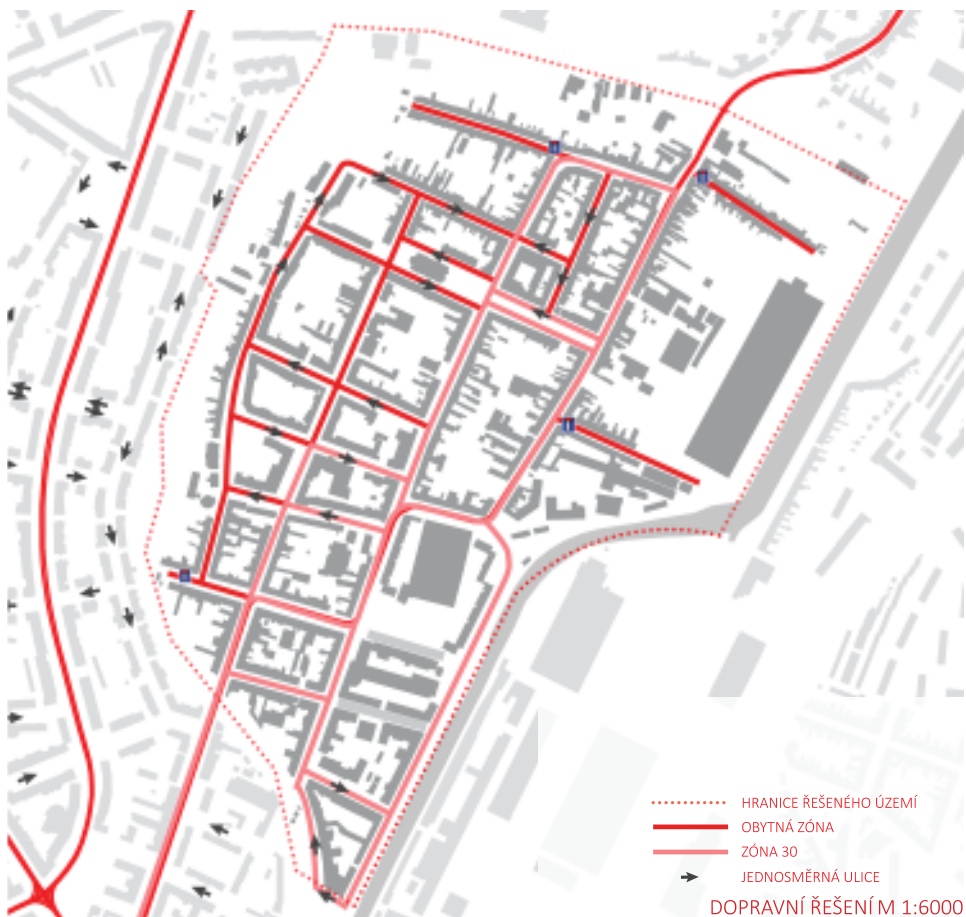 HRANICE ŘEŠENÉHO ÚZEMÍ
OBYTNÁ ZÓNA
ZÓNA 30
JEDNOSMĚRNÁ ULICE
DOPRAVNÍ ŘEŠENÍ M 1:6000